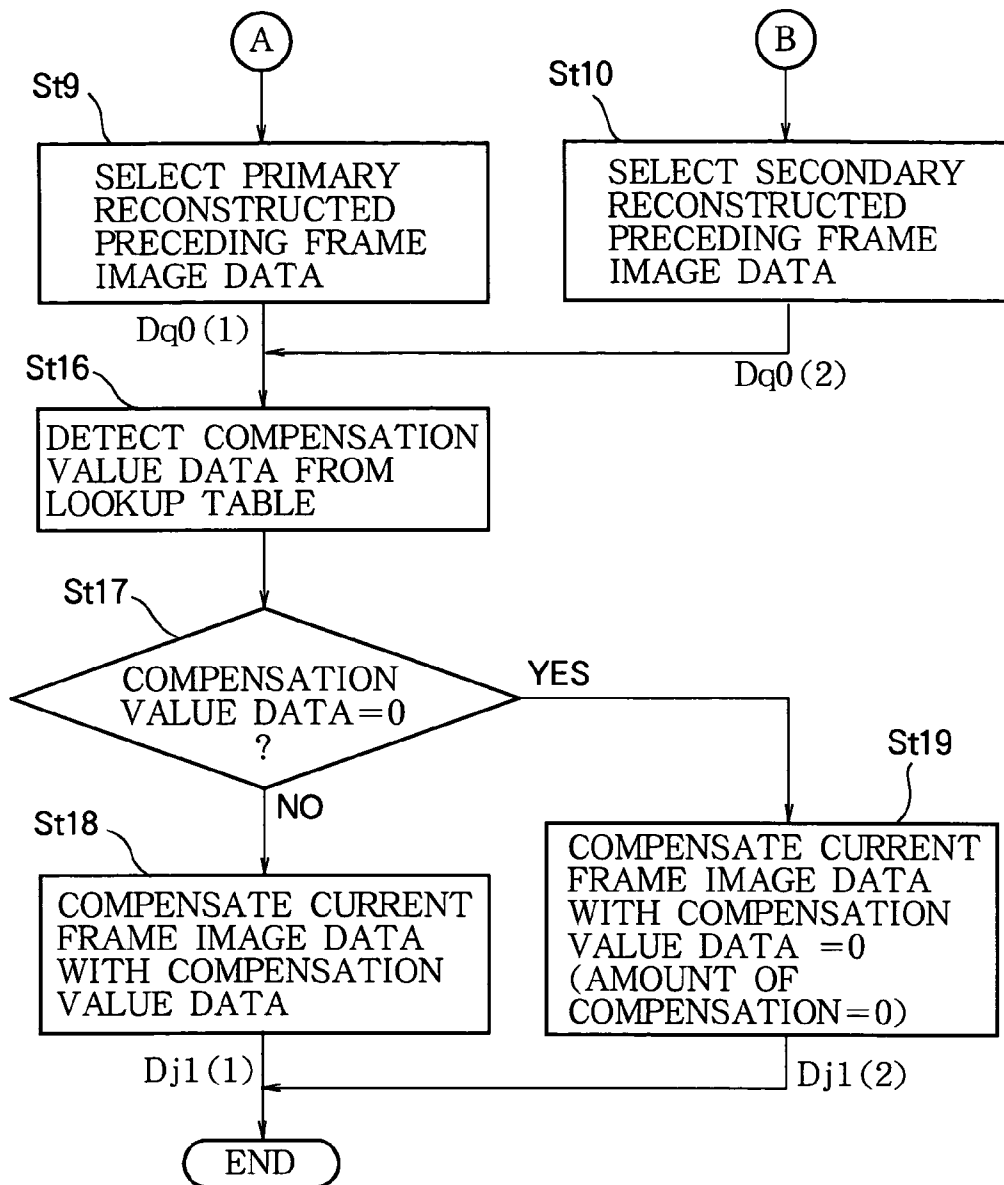 A
B
St9
St10
SELECT PRIMARY
RECONSTRUCTED
PRECEDING FRAME
IMAGE DATA
SELECT SECONDARY
RECONSTRUCTED
PRECEDING FRAME
IMAGE DATA
Dq0(1)
Dq0(2)
St16
DETECT COMPENSATION
VALUE DATA FROM
LOOKUP TABLE
St17
COMPENSATION
VALUE DATA=0
?
YES
NO
St18
COMPENSATE CURRENT
FRAME IMAGE DATA
WITH COMPENSATION
VALUE DATA
St19
COMPENSATE CURRENT
FRAME IMAGE DATA
WITH COMPENSATION
VALUE DATA =0
(AMOUNT OF
COMPENSATION=0)
Dj1(1)
Dj1(2)
END